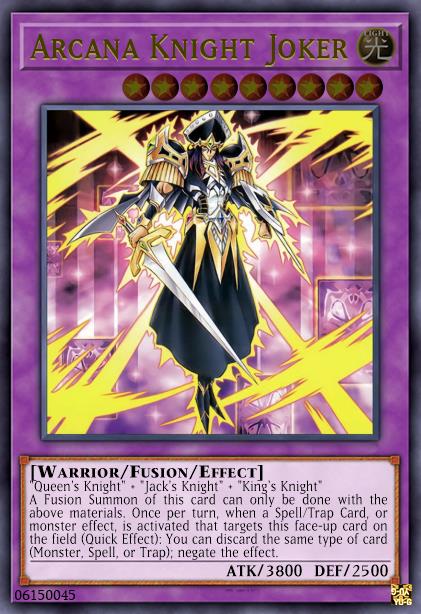 ARCANA KNIGHT JOKER
LIGHT
光
[WARRIOR/FUSION/EFFECT]
"Queen's Knight" + "Jack's Knight" + "King's Knight"
A Fusion Summon of this card can only be done with the
above materials. Once per turn, when a Spell/Trap Card, or
monster effect, is activated that targets this face-up card on
the field (Quick Effect): You can discard the same type of card
(Monster, Spell, or Trap); negate the effect.
ATK/3800 DEF/2500
06150045